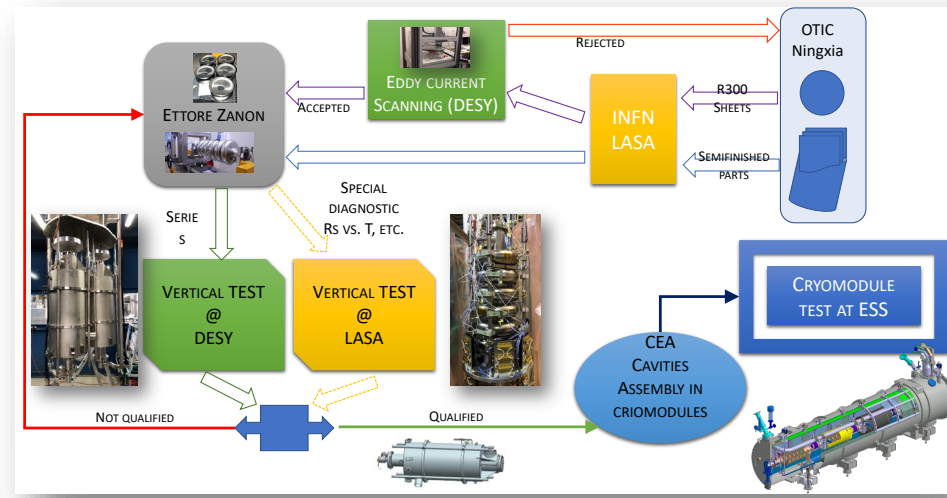 OTIC
Ningxia
REJECTED
EDDY CURRENT
SCANNING (DESY)
ACCEPTED
ETTORE ZANON
INFN
LASA
R300
SHEETS
SEMIFINISHED
PARTS
SERIE
S
SPECIAL
DIAGNOSTIC
RS VS. T, ETC.
VERTICAL TEST
@
DESY
VERTICAL TEST
@
LASA
CRYOMODULE
TEST AT ESS
CEA
CAVITIES
ASSEMBLY IN
CRIOMODULES
NOT QUALIFIED
QUALIFIED